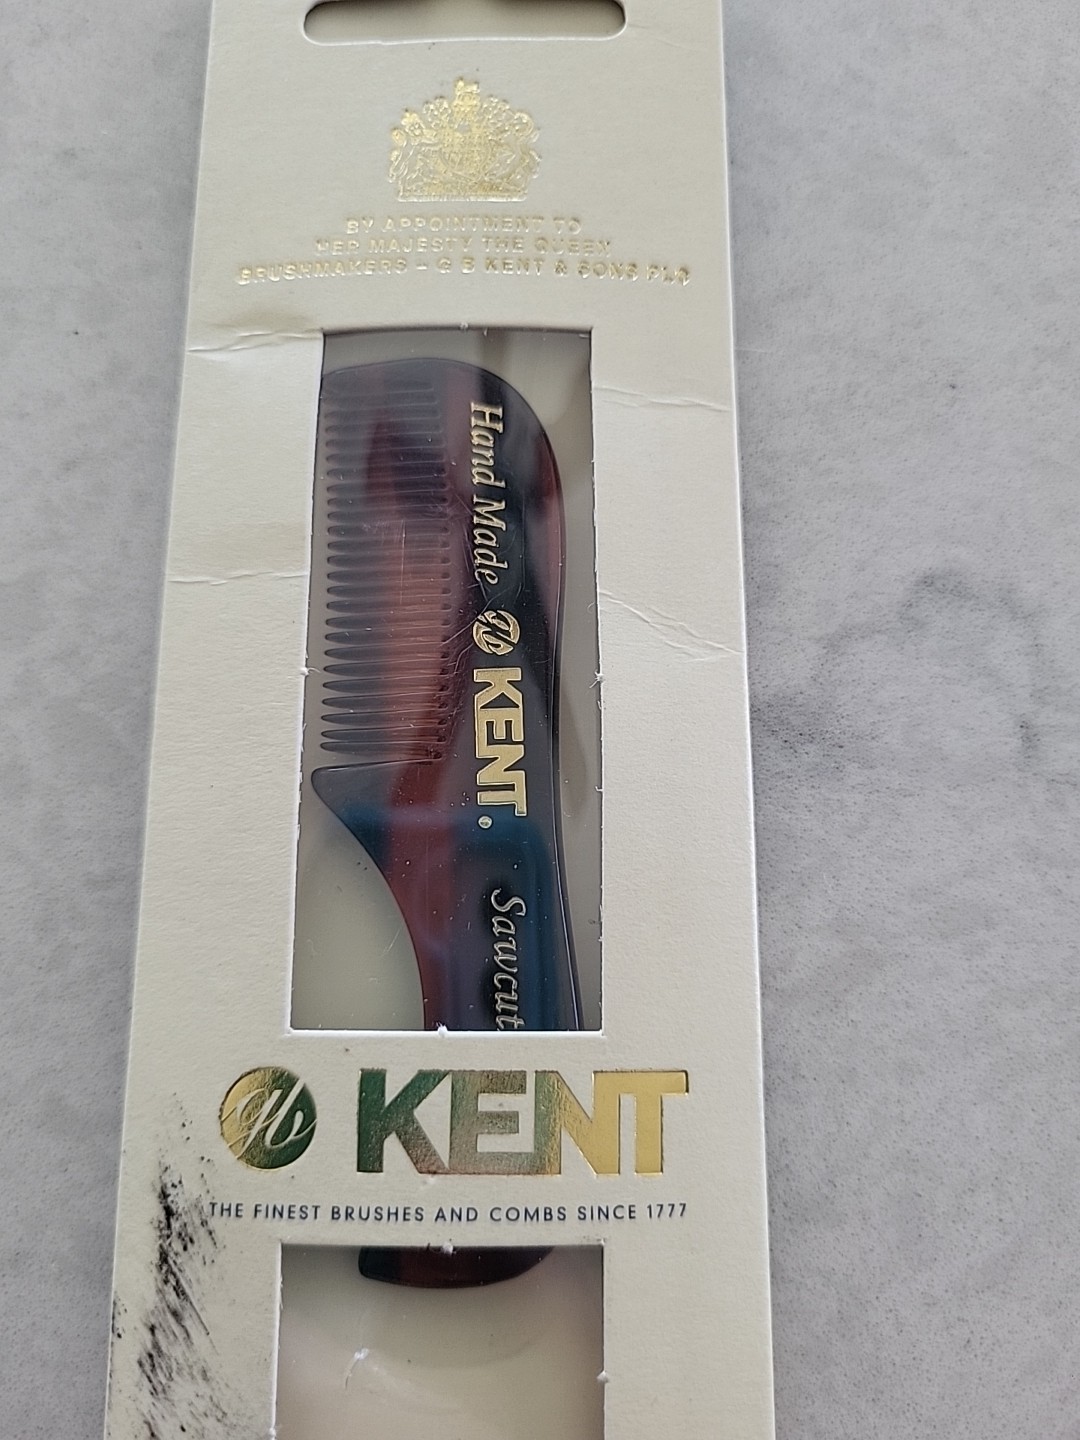 BY APPOINTMENT TO
HER MAJESTY THE QUEEN
BRUSHMAKERS – G B KENT & SONS PLC
Hand Made KENT. Sawcut
KENT
THE FINEST BRUSHES AND COMBS SINCE 1777